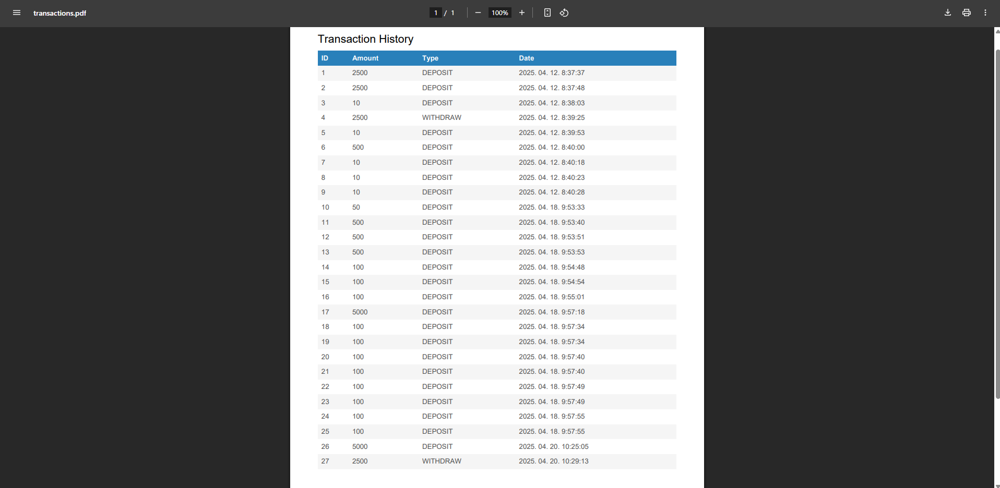 transactions.pdf
1 / 1
100%
Transaction History
ID Amount Type Date
1 2500 DEPOSIT 2025. 04. 12. 8:37:37
2 2500 DEPOSIT 2025. 04. 12. 8:37:48
3 10 DEPOSIT 2025. 04. 12. 8:38:03
4 2500 WITHDRAW 2025. 04. 12. 8:39:25
5 10 DEPOSIT 2025. 04. 12. 8:39:53
6 500 DEPOSIT 2025. 04. 12. 8:40:00
7 10 DEPOSIT 2025. 04. 12. 8:40:18
8 10 DEPOSIT 2025. 04. 12. 8:40:23
9 10 DEPOSIT 2025. 04. 12. 8:40:28
10 50 DEPOSIT 2025. 04. 18. 9:53:33
11 500 DEPOSIT 2025. 04. 18. 9:53:40
12 500 DEPOSIT 2025. 04. 18. 9:53:51
13 500 DEPOSIT 2025. 04. 18. 9:53:53
14 100 DEPOSIT 2025. 04. 18. 9:54:48
15 100 DEPOSIT 2025. 04. 18. 9:54:54
16 100 DEPOSIT 2025. 04. 18. 9:55:01
17 5000 DEPOSIT 2025. 04. 18. 9:57:18
18 100 DEPOSIT 2025. 04. 18. 9:57:34
19 100 DEPOSIT 2025. 04. 18. 9:57:34
20 100 DEPOSIT 2025. 04. 18. 9:57:40
21 100 DEPOSIT 2025. 04. 18. 9:57:40
22 100 DEPOSIT 2025. 04. 18. 9:57:49
23 100 DEPOSIT 2025. 04. 18. 9:57:49
24 100 DEPOSIT 2025. 04. 18. 9:57:55
25 100 DEPOSIT 2025. 04. 18. 9:57:55
26 5000 DEPOSIT 2025. 04. 20. 10:25:05
27 2500 WITHDRAW 2025. 04. 20. 10:29:13